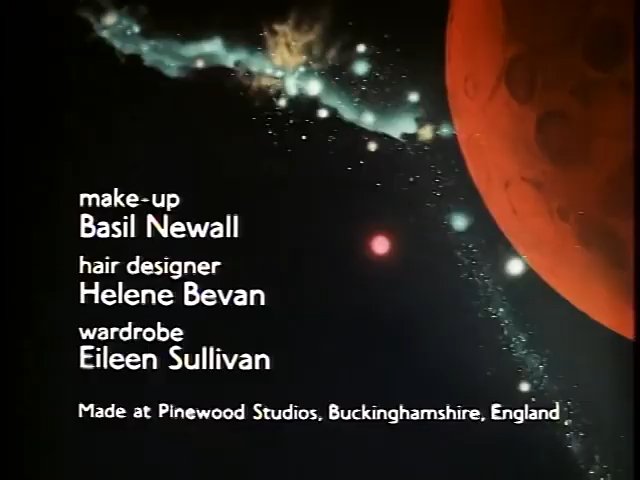 make-up
Basil Newall
hair designer
Helene Bevan
wardrobe
Eileen Sullivan
Made at Pinewood Studios, Buckinghamshire, England